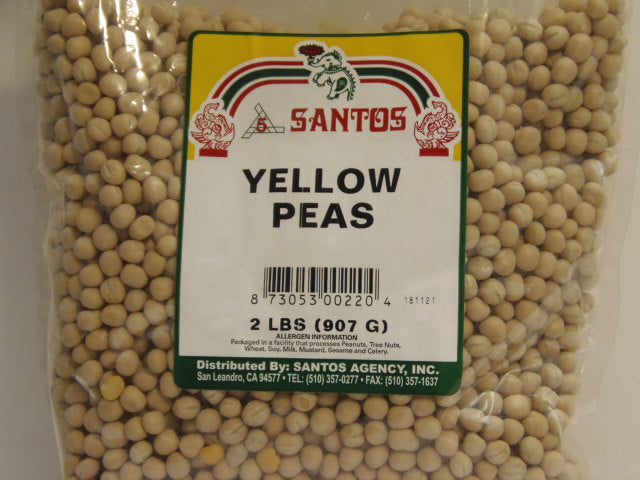 5 SANTOS
YELLOW
PEAS
8 73053 00220 4 181121
2 LBS (907 G)
ALLERGEN INFORMATION
Packaged in a facility that processes Peanuts, Tree Nuts,
Wheat, Soy, Milk, Mustard, Sesame and Celery.
Distributed By: SANTOS AGENCY, INC.
San Leandro, CA 94577 • TEL: (510) 357-0277 • FAX: (510) 357-1637